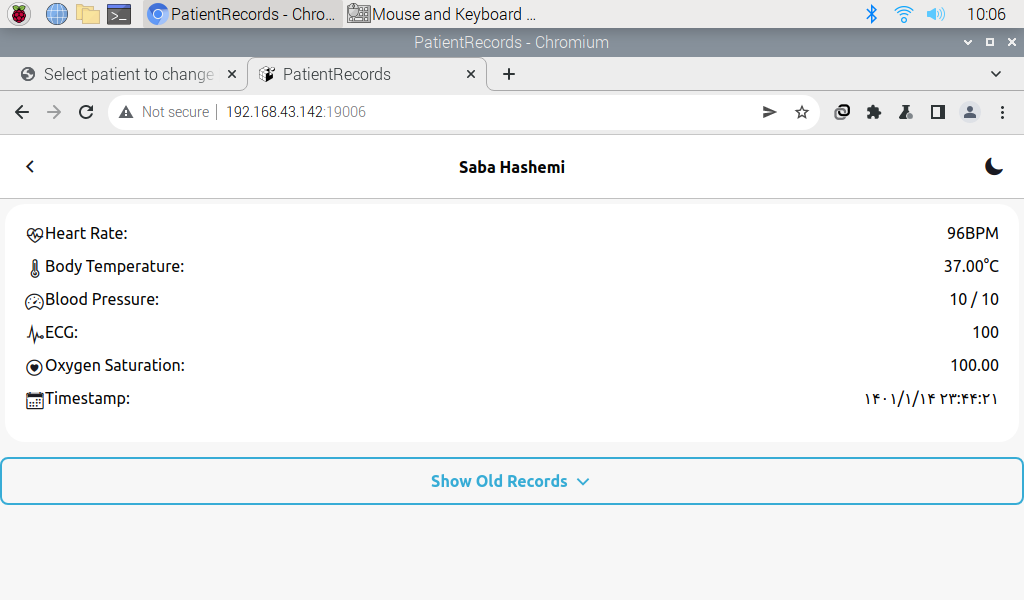 PatientRecords - Chro... Mouse and Keyboard ... 10:06
PatientRecords - Chromium
Select patient to change PatientRecords
Not secure 192.168.43.142:19006
Saba Hashemi
Heart Rate: 96BPM
Body Temperature: 37.00°C
Blood Pressure: 10 / 10
ECG: 100
Oxygen Saturation: 100.00
Timestamp: ۱۴۰۱/۱/۱۴ ۲۳:۴۴:۲۱
Show Old Records